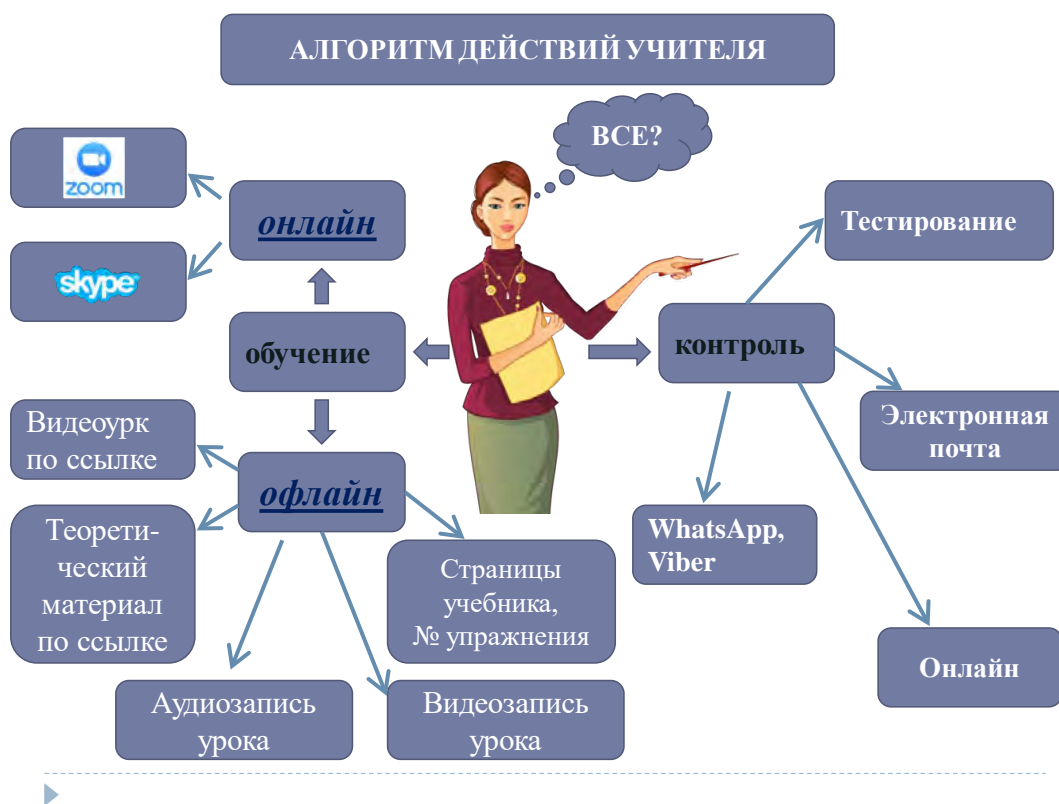 АЛГОРИТМ ДЕЙСТВИЙ УЧИТЕЛЯ
ВСЕ?
zoom
онлайн
Тестирование
skype
обучение
контроль
Видеоурк
по ссылке
Электронная
почта
офлайн
Теорети-
ческий
материал
по ссылке
WhatsApp,
Viber
Страницы
учебника,
№ упражнения
Онлайн
Аудиозапись
урока
Видеозапись
урока